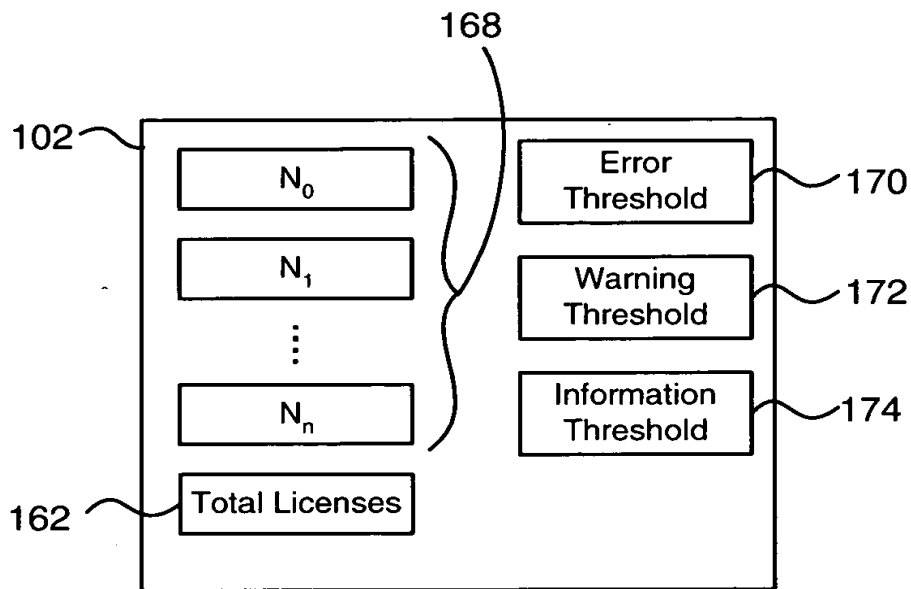 168
102
N₀
N₁
⋮
Nₙ
Total Licenses
162
Error
Threshold
170
Warning
Threshold
172
Information
Threshold
174